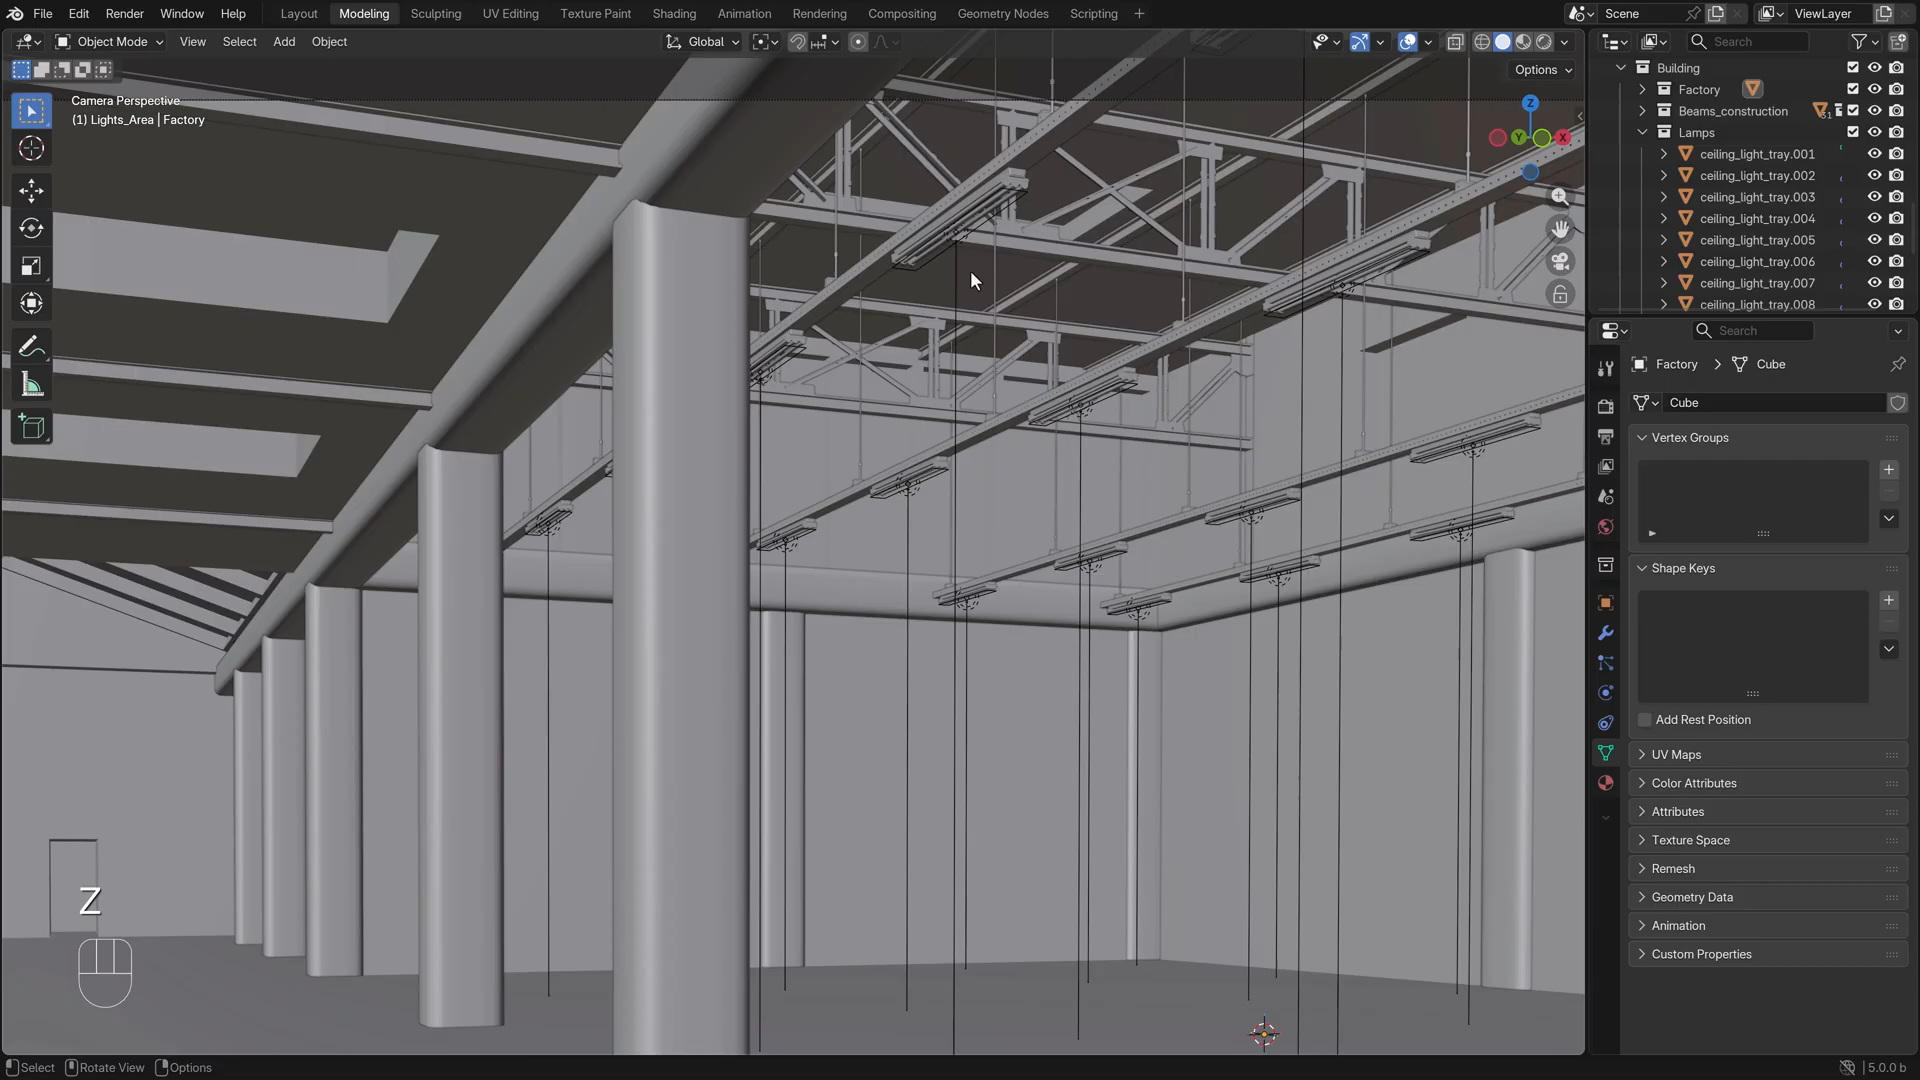 File Edit Render Window Help Layout Modeling Sculpting UV Editing Texture Paint Shading Animation Rendering Compositing Geometry Nodes Scripting + Scene ViewLayer
Object Mode View Select Add Object Global Search
Options
Camera Perspective
(1) Lights_Area | Factory
Z
Y
X
Building
Factory
Beams_construction 31
Lamps
ceiling_light_tray.001
ceiling_light_tray.002
ceiling_light_tray.003
ceiling_light_tray.004
ceiling_light_tray.005
ceiling_light_tray.006
ceiling_light_tray.007
ceiling_light_tray.008
Search
Factory > Cube
Cube
Vertex Groups
Shape Keys
Add Rest Position
UV Maps
Color Attributes
Attributes
Texture Space
Remesh
Geometry Data
Animation
Custom Properties
Z
Select Rotate View Options 5.0.0 b